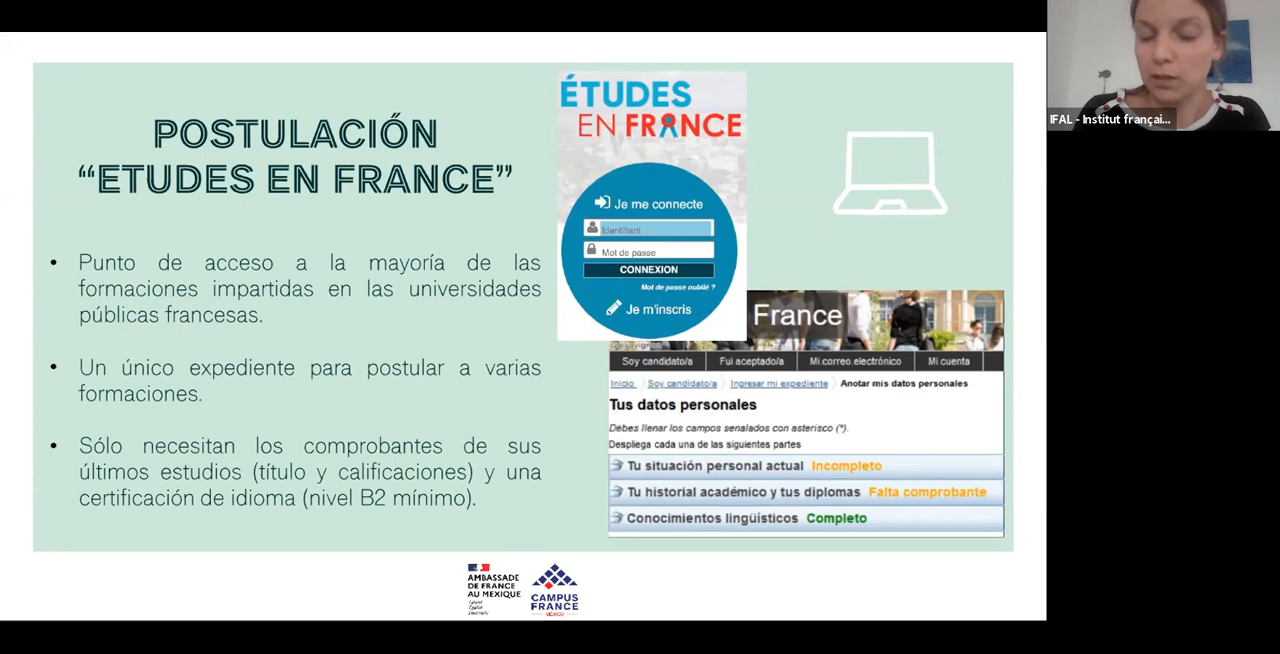 POSTULACIÓN
“ETUDES EN FRANCE”
• Punto de acceso a la mayoría de las
formaciones impartidas en las universidades
públicas francesas.
• Un único expediente para postular a varias
formaciones.
• Sólo necesitan los comprobantes de sus
últimos estudios (título y calificaciones) y una
certificación de idioma (nivel B2 mínimo).
ÉTUDES
EN FRANCE
Je me connecte
Identifiant
Mot de passe
CONNEXION
Mot de passe oublié ?
Je m'inscris
France
Soy candidato/a Fui aceptado/a Mi correo electrónico Mi cuenta
Inicio Soy candidato/a Ingresar mi expediente Anotar mis datos personales
Tus datos personales
Debes llenar los campos senalados con asterisco (*).
Despliega cada una de las siguientes partes
Tu situación personal actual Incompleto
Tu historial académico y tus diplomas Falta comprobante
Conocimientos lingüísticos Completo
AMBASSADE
DE FRANCE
AU MEXIQUE
Liberté
Égalité
Fraternité
CAMPUS
FRANCE
MEXICO
IFAL - Institut françai...